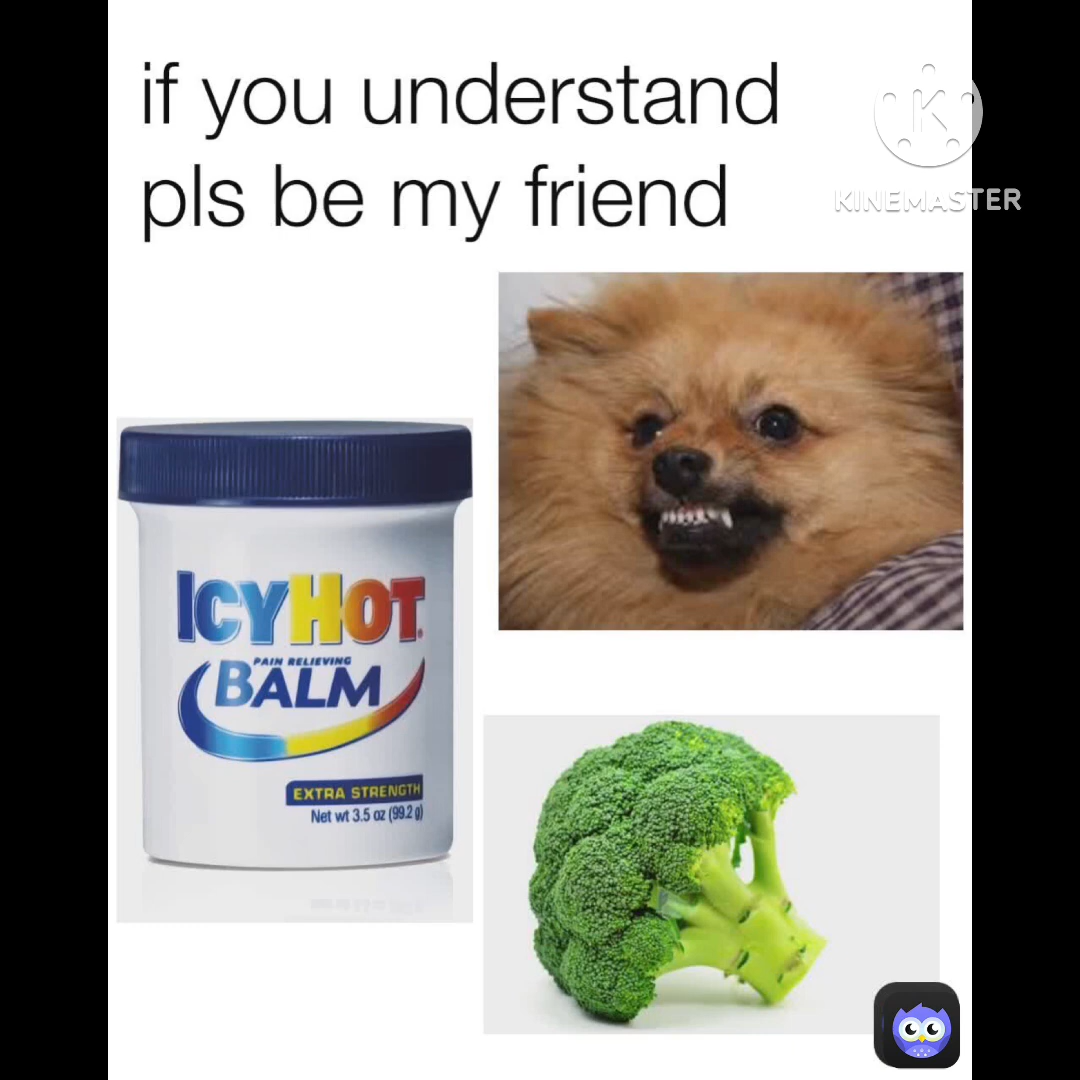 if you understand
pls be my friend
KINEMASTER
ICYHOT
PAIN RELIEVING
BALM
EXTRA STRENGTH
Net wt 3.5 oz (99.2 g)